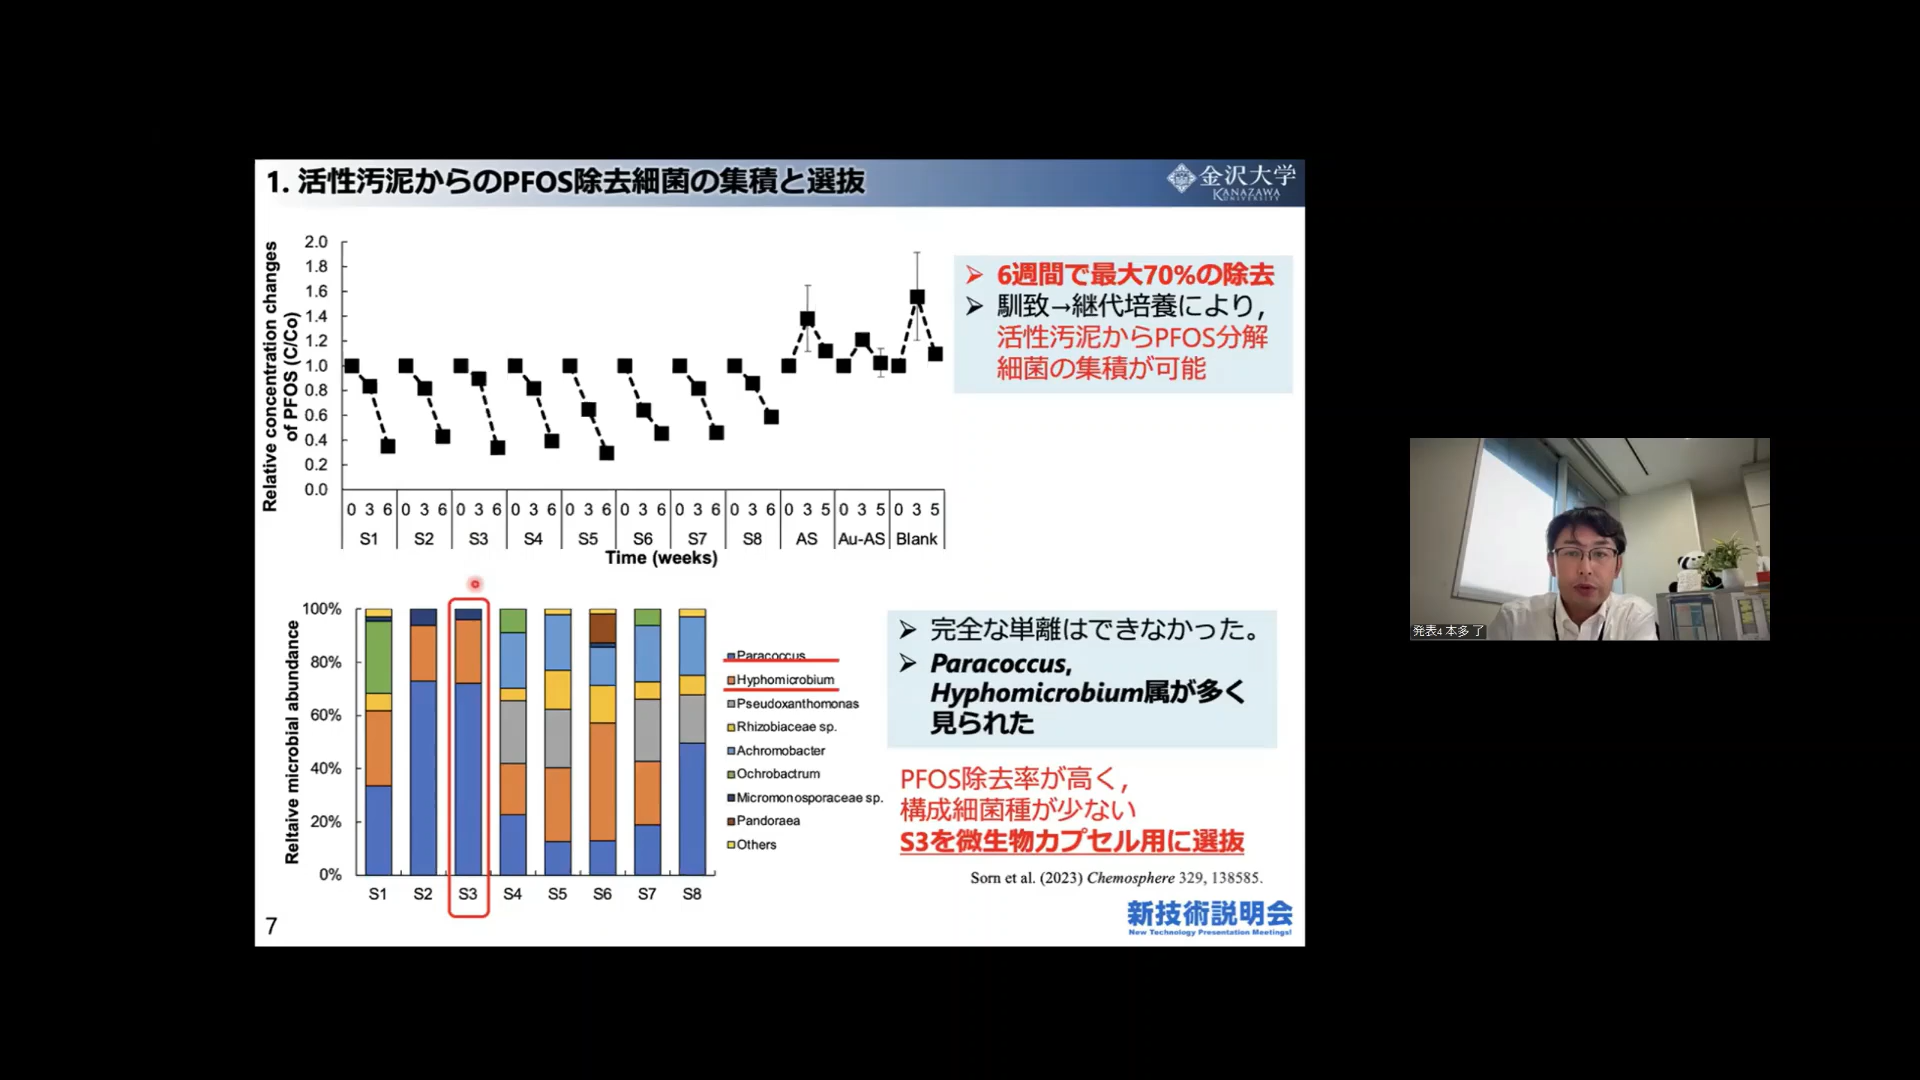 1. 活性汚泥からのPFOS除去細菌の集積と選抜
金沢大学
KANAZAWA
UNIVERSITY
Relative concentration changes
of PFOS (C/Co)
2.0
1.8
1.6
1.4
1.2
1.0
0.8
0.6
0.4
0.2
0.0
0 3 6 0 3 6 0 3 6 0 3 6 0 3 6 0 3 6 0 3 6 0 3 6 0 3 5 0 3 5 0 3 5
S1 S2 S3 S4 S5 S6 S7 S8 AS Au-AS Blank
Time (weeks)
➢ 6週間で最大70%の除去
➢ 馴致→継代培養により,
活性汚泥からPFOS分解
細菌の集積が可能
Reltaive microbial abundance
100%
80%
60%
40%
20%
0%
S1 S2 S3 S4 S5 S6 S7 S8
Paracoccus
Hyphomicrobium
Pseudoxanthomonas
Rhizobiaceae sp.
Achromobacter
Ochrobactrum
Micromonosporaceae sp.
Pandoraea
Others
➢ 完全な単離はできなかった。
➢ Paracoccus,
Hyphomicrobium属が多く
見られた
PFOS除去率が高く,
構成細菌種が少ない
S3を微生物カプセル用に選抜
Sorn et al. (2023) Chemosphere 329, 138585.
7
新技術説明会
New Technology Presentation Meetings!
発表4 本多 了